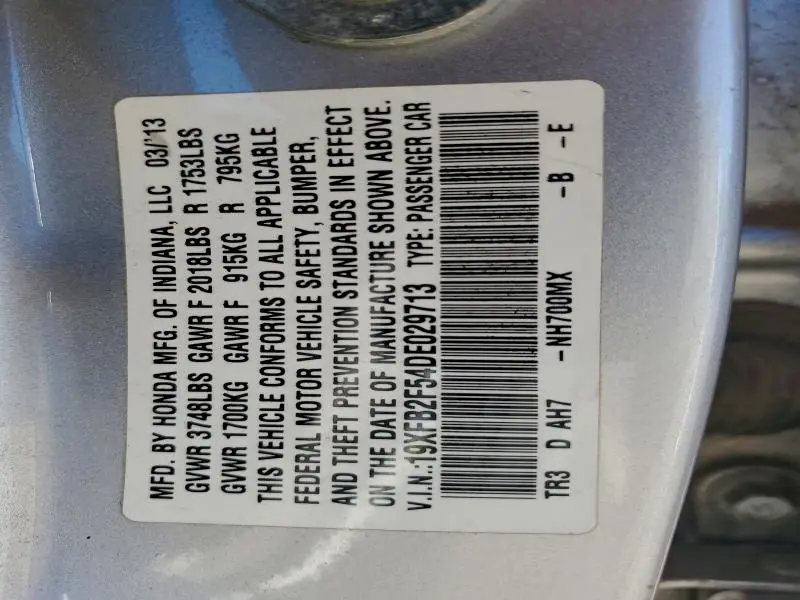 MFD. BY HONDA MFG. OF INDIANA, LLC 03/'13
GVWR 3748LBS GAWR F 2018LBS R 1753LBS
GVWR 1700KG GAWR F 915KG R 795KG
THIS VEHICLE CONFORMS TO ALL APPLICABLE
FEDERAL MOTOR VEHICLE SAFETY, BUMPER,
AND THEFT PREVENTION STANDARDS IN EFFECT
ON THE DATE OF MANUFACTURE SHOWN ABOVE.
V.I.N.:19XFB2F54DE029713 TYPE: PASSENGER CAR
TR3 D AH7 -NH700MX -B -E